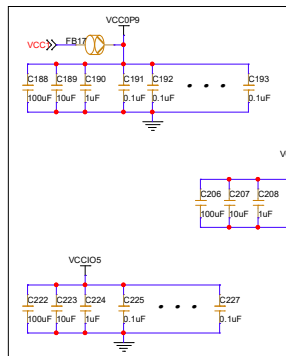 VCC0P9
VCC
FB17
C188 C189 C190 C191 C192 C193
100uF 10uF 1uF 0.1uF 0.1uF 0.1uF
C206 C207 C208
100uF 10uF 1uF
VCCIO5
C222 C223 C224 C225 C227
100uF 10uF 1uF 0.1uF 0.1uF